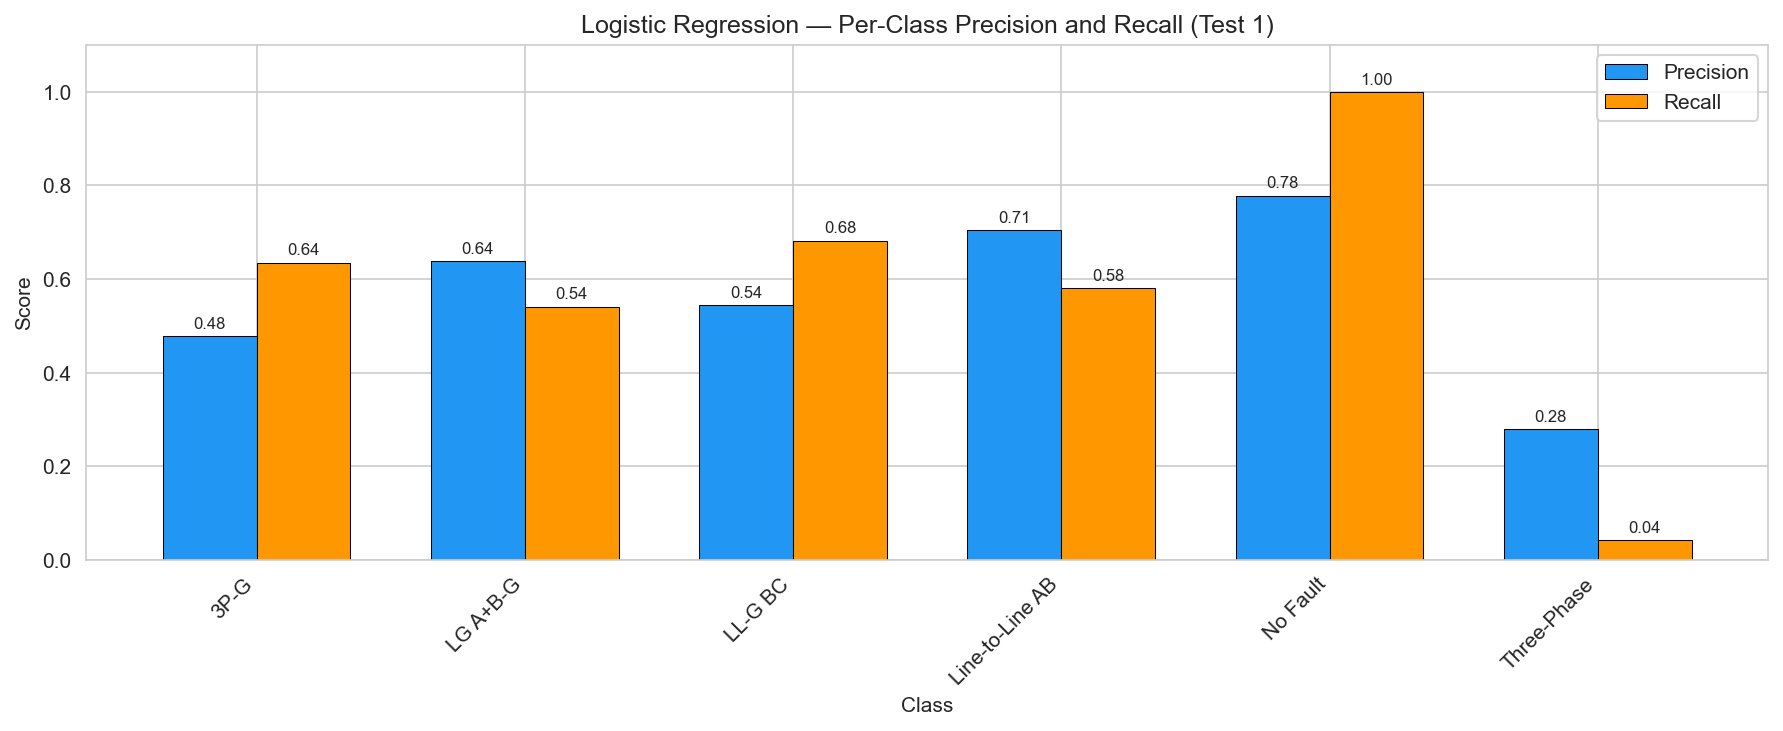 Logistic Regression — Per-Class Precision and Recall (Test 1)
Precision
Recall
Score
1.0
0.8
0.6
0.4
0.2
0.0
0.48
0.64
0.64
0.54
0.54
0.68
0.71
0.58
0.78
1.00
0.28
0.04
3P-G
LG A+B-G
LL-G BC
Line-to-Line AB
No Fault
Three-Phase
Class